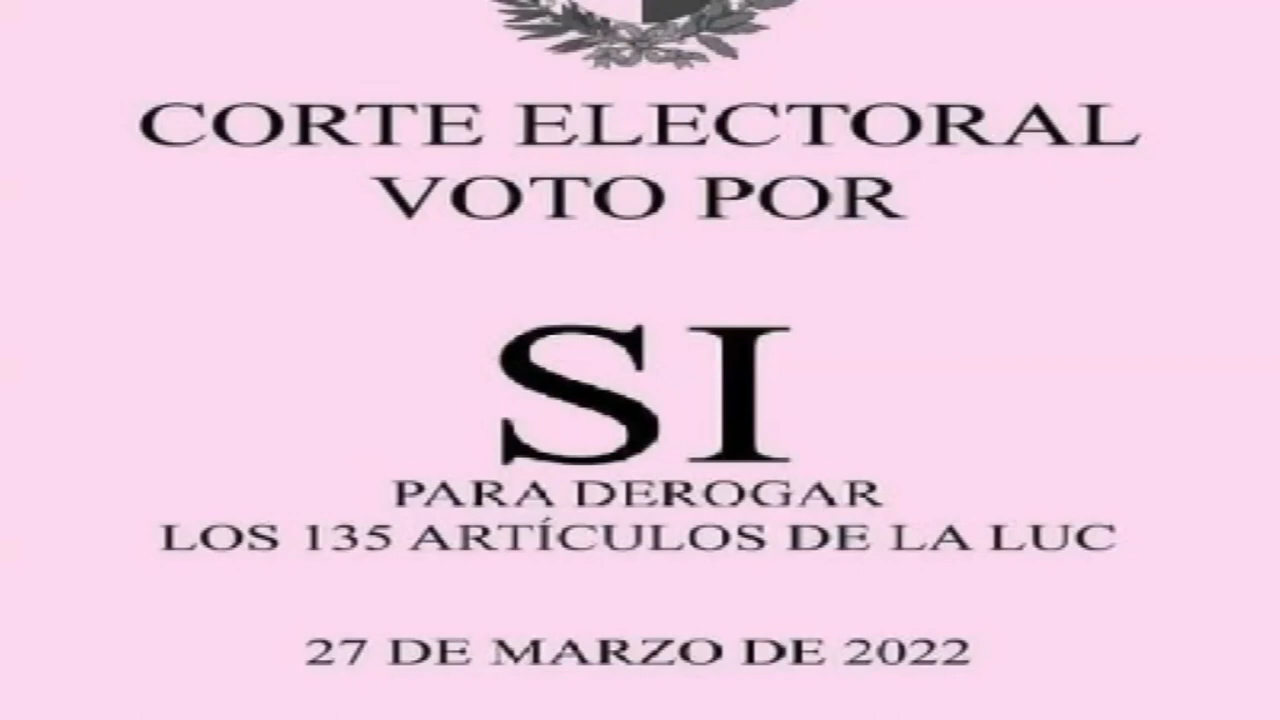 CORTE ELECTORAL
VOTO POR
SI
PARA DEROGAR
LOS 135 ARTÍCULOS DE LA LUC
27 DE MARZO DE 2022